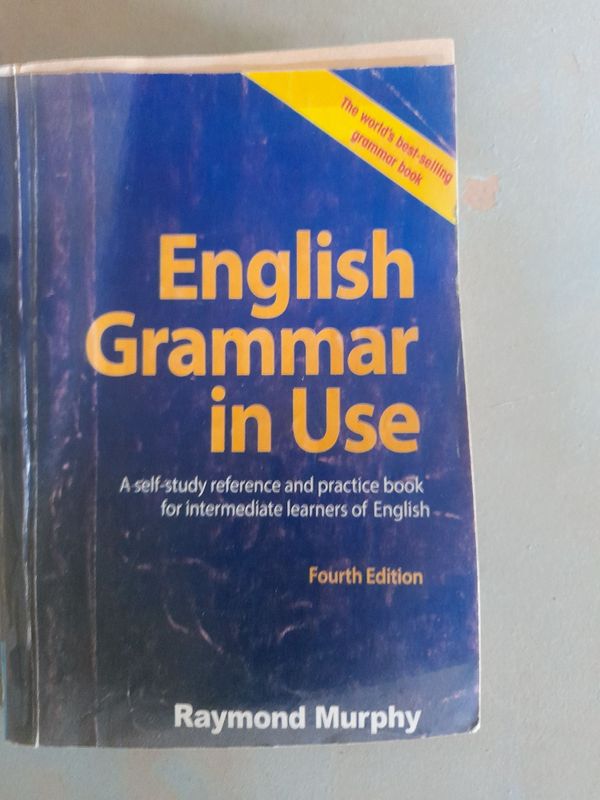 The world's best-selling
grammar book
English
Grammar
in Use
A self-study reference and practice book
for intermediate learners of English
Fourth Edition
Raymond Murphy